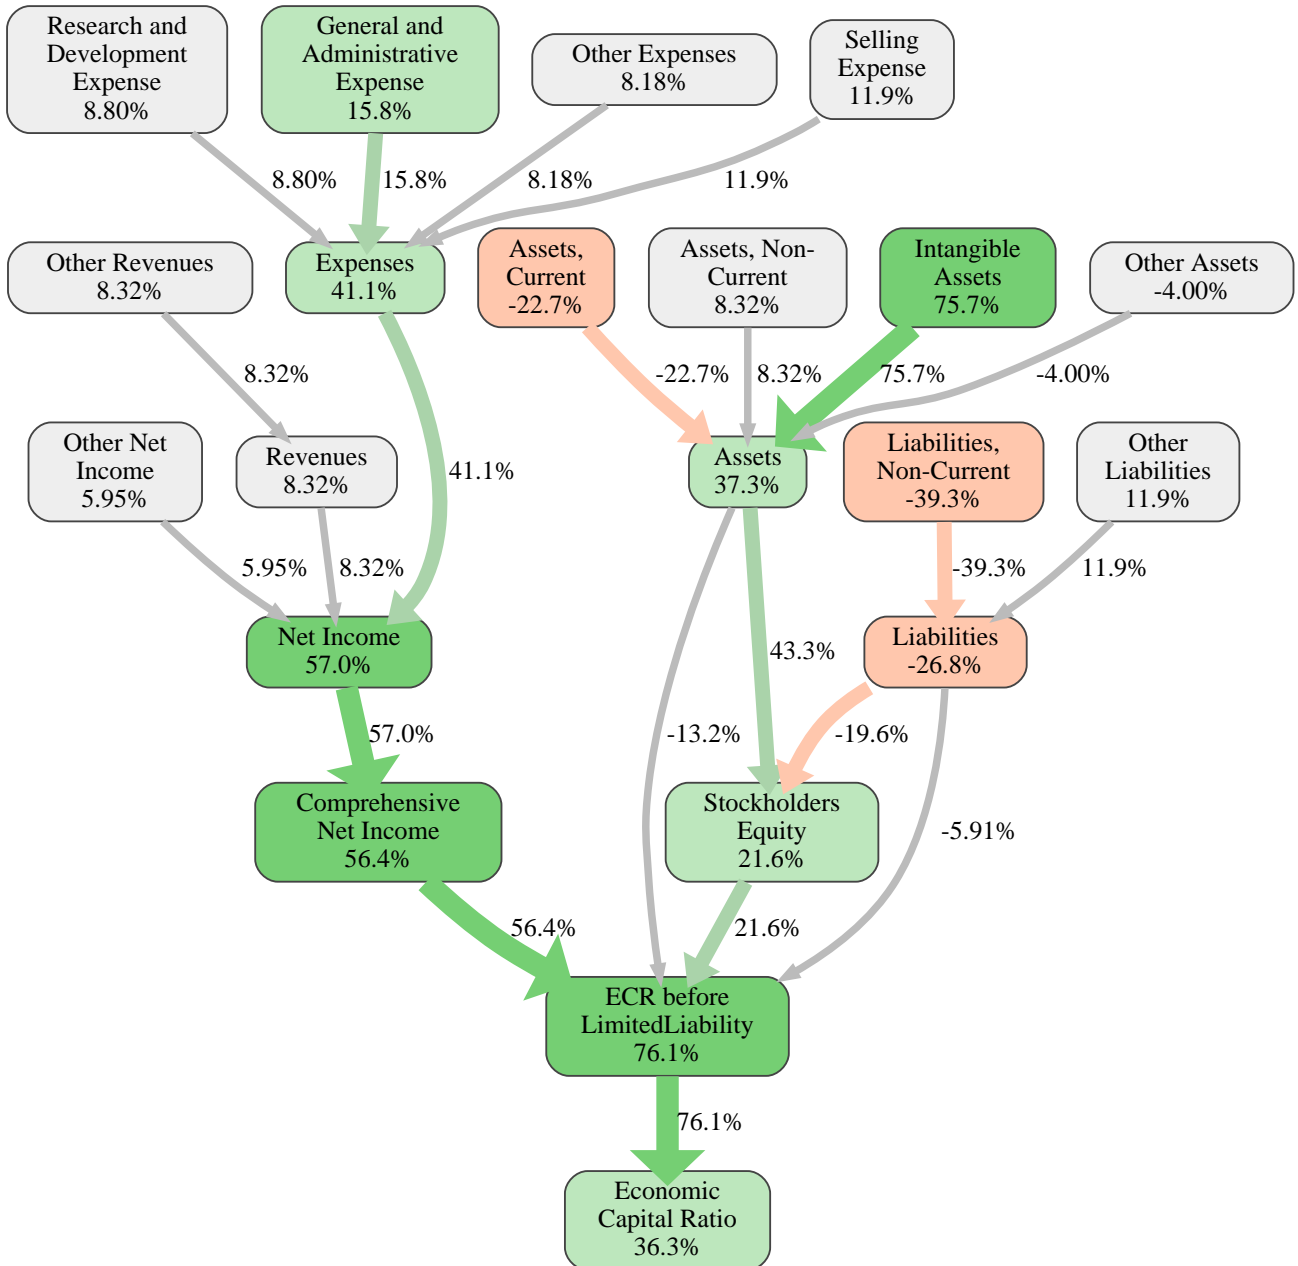 Research and
Development
Expense
8.80%
General and
Administrative
Expense
15.8%
Other Expenses
8.18%
Selling
Expense
11.9%
8.80%
15.8%
8.18%
11.9%
Other Revenues
8.32%
Expenses
41.1%
Assets,
Current
-22.7%
Assets, Non-
Current
8.32%
Intangible
Assets
75.7%
Other Assets
-4.00%
8.32%
-22.7%
8.32%
75.7%
-4.00%
Other Net
Income
5.95%
Revenues
8.32%
41.1%
Assets
37.3%
Liabilities,
Non-Current
-39.3%
Other
Liabilities
11.9%
5.95%
8.32%
-39.3%
11.9%
Net Income
57.0%
43.3%
Liabilities
-26.8%
57.0%
-13.2%
-19.6%
Comprehensive
Net Income
56.4%
Stockholders
Equity
21.6%
-5.91%
56.4%
21.6%
ECR before
LimitedLiability
76.1%
76.1%
Economic
Capital Ratio
36.3%